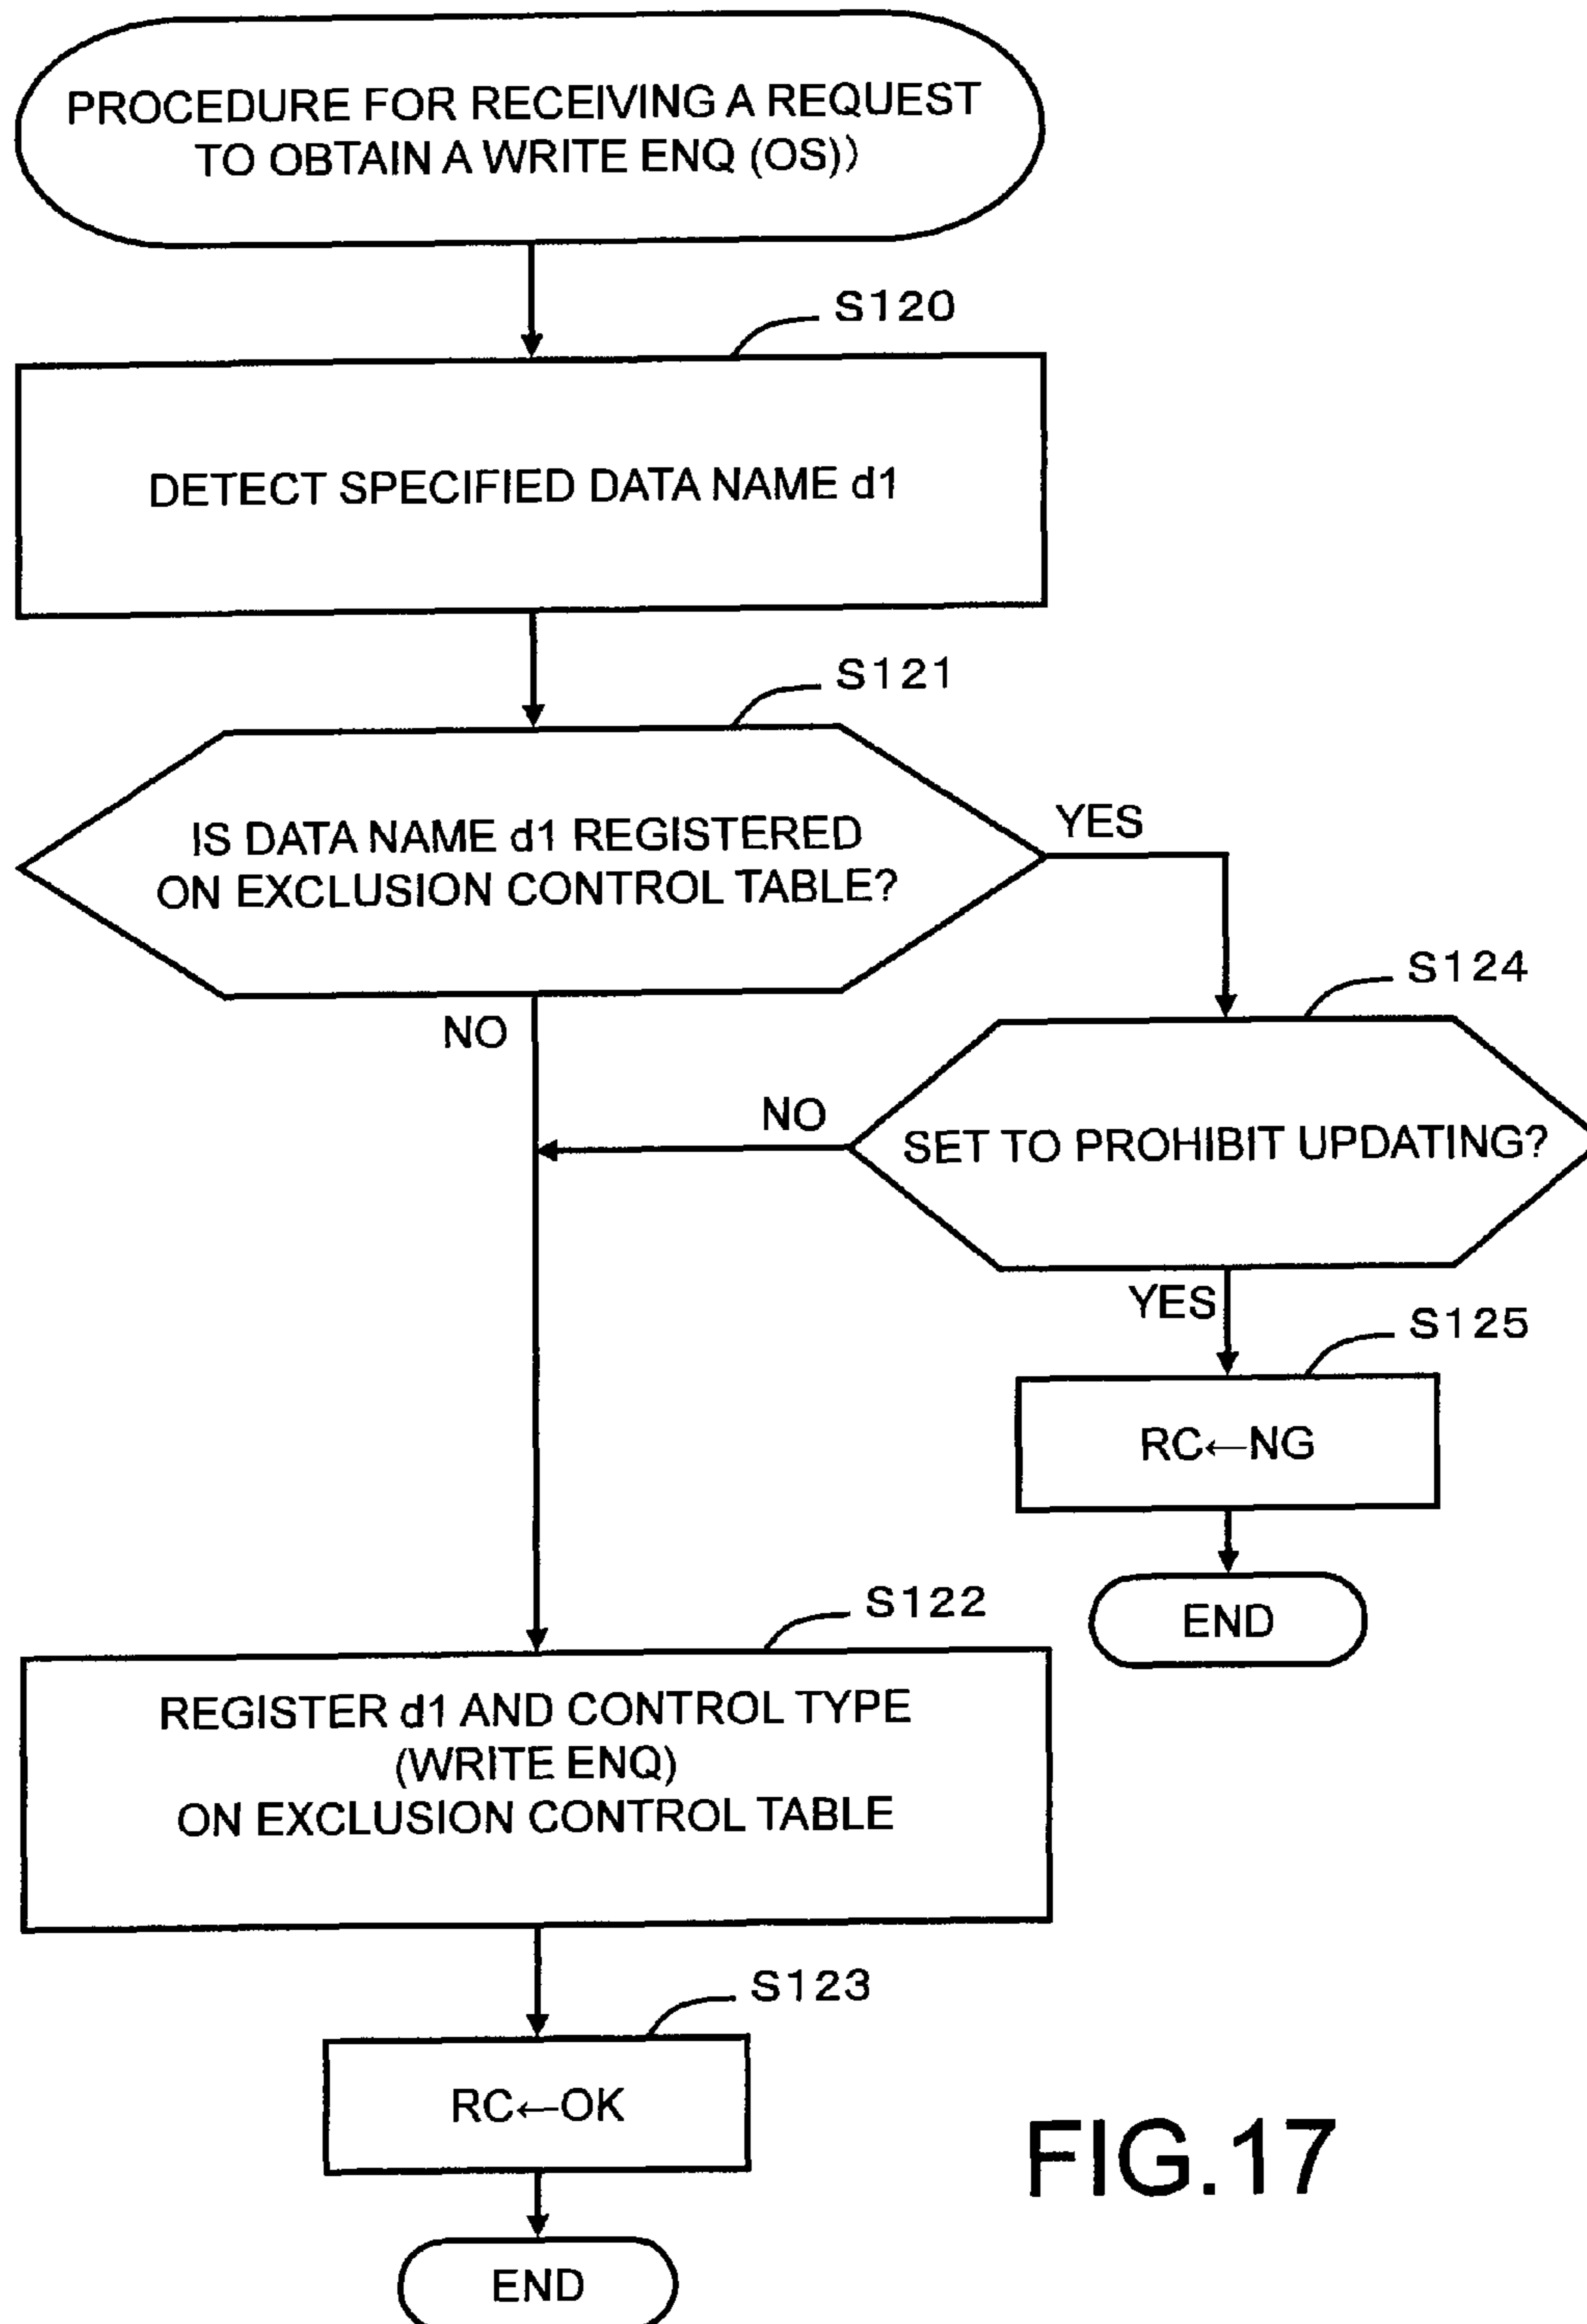 PROCEDURE FOR RECEIVING A REQUEST
TO OBTAIN A WRITE ENQ (OS))
S120
DETECT SPECIFIED DATA NAME d1
S121
IS DATA NAME d1 REGISTERED
ON EXCLUSION CONTROL TABLE?
YES
NO
S124
SET TO PROHIBIT UPDATING?
NO
YES
S125
RC←NG
END
S122
REGISTER d1 AND CONTROL TYPE
(WRITE ENQ)
ON EXCLUSION CONTROL TABLE
S123
RC←OK
END
FIG.17